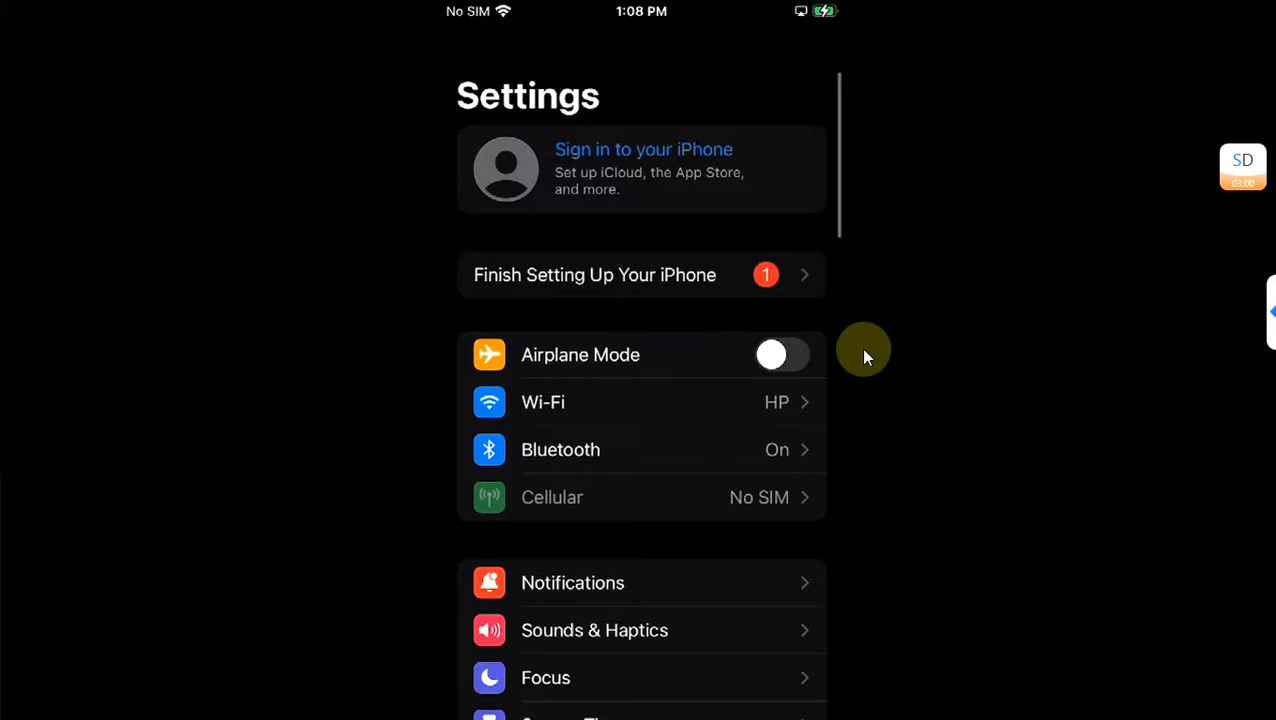 No SIM 1:08 PM
Settings
Sign in to your iPhone
Set up iCloud, the App Store,
and more.
Finish Setting Up Your iPhone 1
Airplane Mode
Wi-Fi HP
Bluetooth On
Cellular No SIM
Notifications
Sounds & Haptics
Focus
SD
03:00